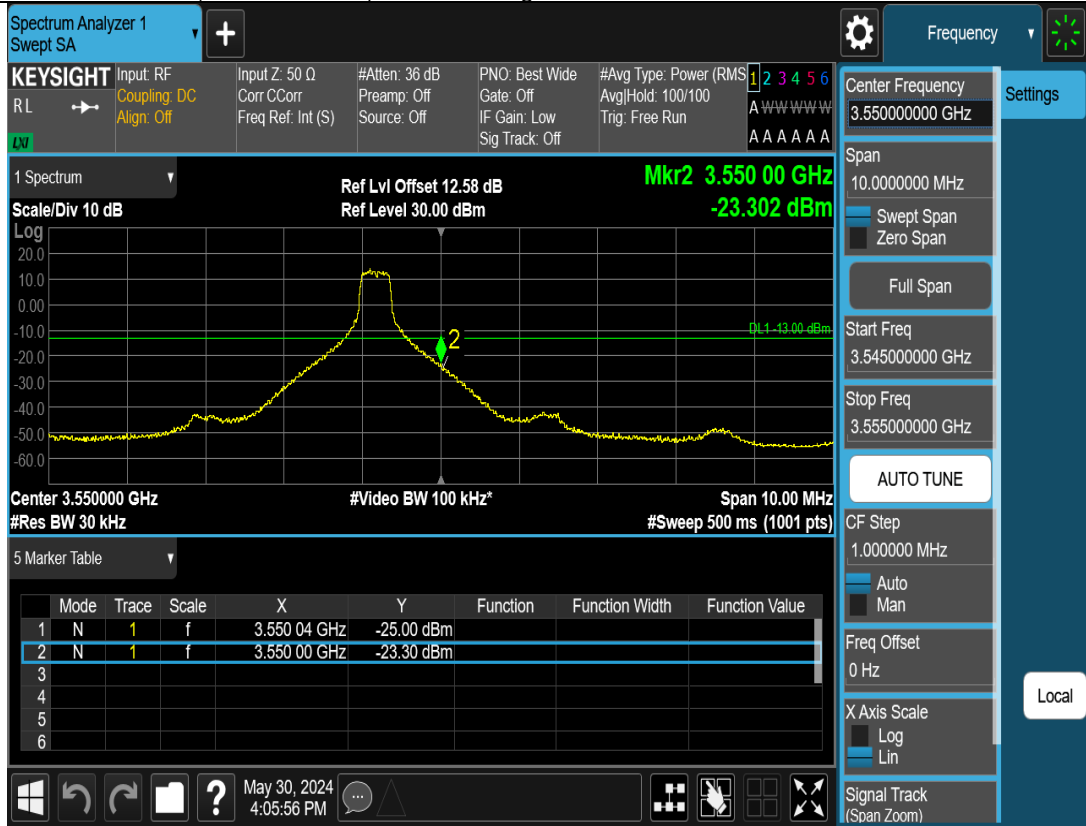 Spectrum Analyzer 1
Swept SA
+
Frequency
KEYSIGHT
RL
LXI
Input: RF
Coupling: DC
Align: Off
Input Z: 50 Ω
Corr CCorr
Freq Ref: Int (S)
#Atten: 36 dB
Preamp: Off
Source: Off
PNO: Best Wide
Gate: Off
IF Gain: Low
Sig Track: Off
#Avg Type: Power (RMS
Avg|Hold: 100/100
Trig: Free Run
1 2 3 4 5 6
A W W W W W
A A A A A A
1 Spectrum
Scale/Div 10 dB
Ref Lvl Offset 12.58 dB
Ref Level 30.00 dBm
Mkr2 3.550 00 GHz
-23.302 dBm
Log
20.0
10.0
0.00
-10.0
-20.0
-30.0
-40.0
-50.0
-60.0
DL1 -13.00 dBm
2
Center 3.55000 GHz
#Video BW 100 kHz*
Span 10.00 MHz
#Res BW 30 kHz
#Sweep 500 ms (1001 pts)
5 Marker Table
Mode Trace Scale X Y Function Function Width Function Value
1 N 1 f 3.550 04 GHz -25.00 dBm
2 N 1 f 3.550 00 GHz -23.30 dBm
3
4
5
6
?
May 30, 2024
4:05:56 PM
Center Frequency
3.550000000 GHz
Settings
Span
10.0000000 MHz
Swept Span
Zero Span
Full Span
Start Freq
3.545000000 GHz
Stop Freq
3.555000000 GHz
AUTO TUNE
CF Step
1.000000 MHz
Auto
Man
Freq Offset
0 Hz
X Axis Scale
Log
Lin
Local
Signal Track
(Span Zoom)